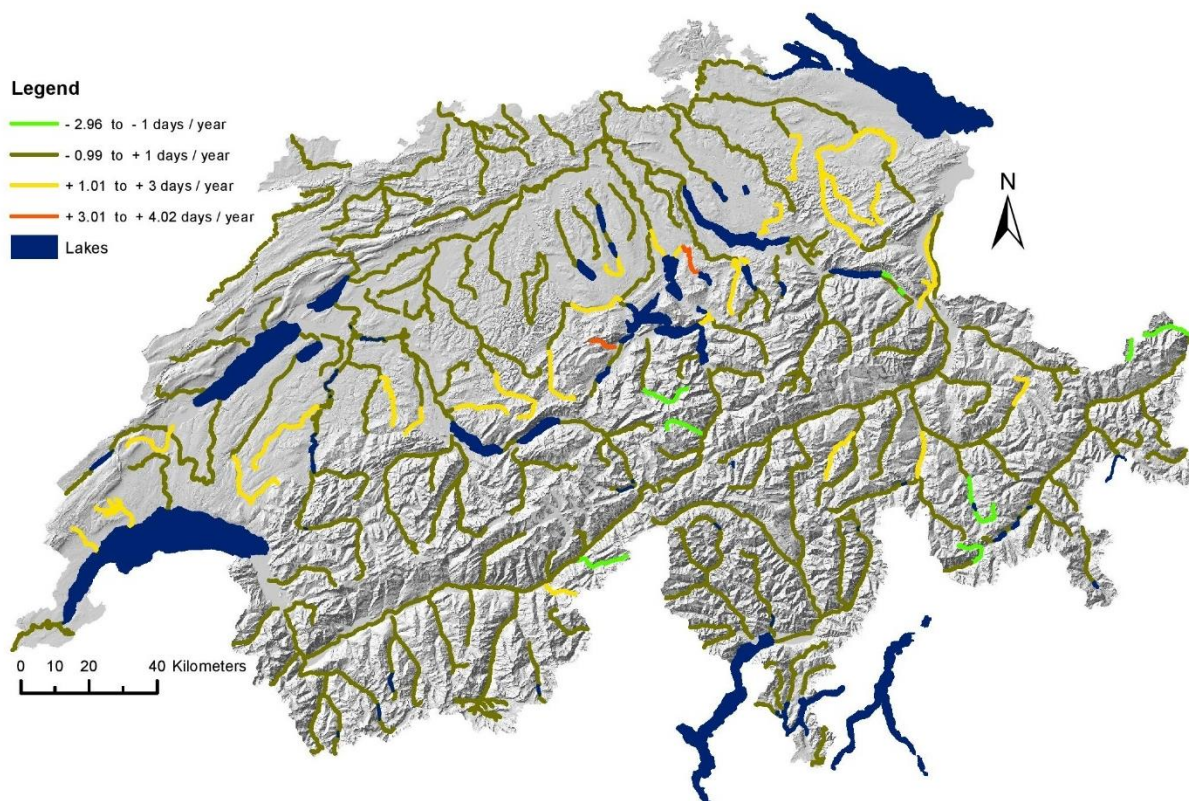 Legend
- 2.96 to - 1 days / year
- 0.99 to + 1 days / year
+ 1.01 to + 3 days / year
+ 3.01 to + 4.02 days / year
Lakes
N
0 10 20 40 Kilometers